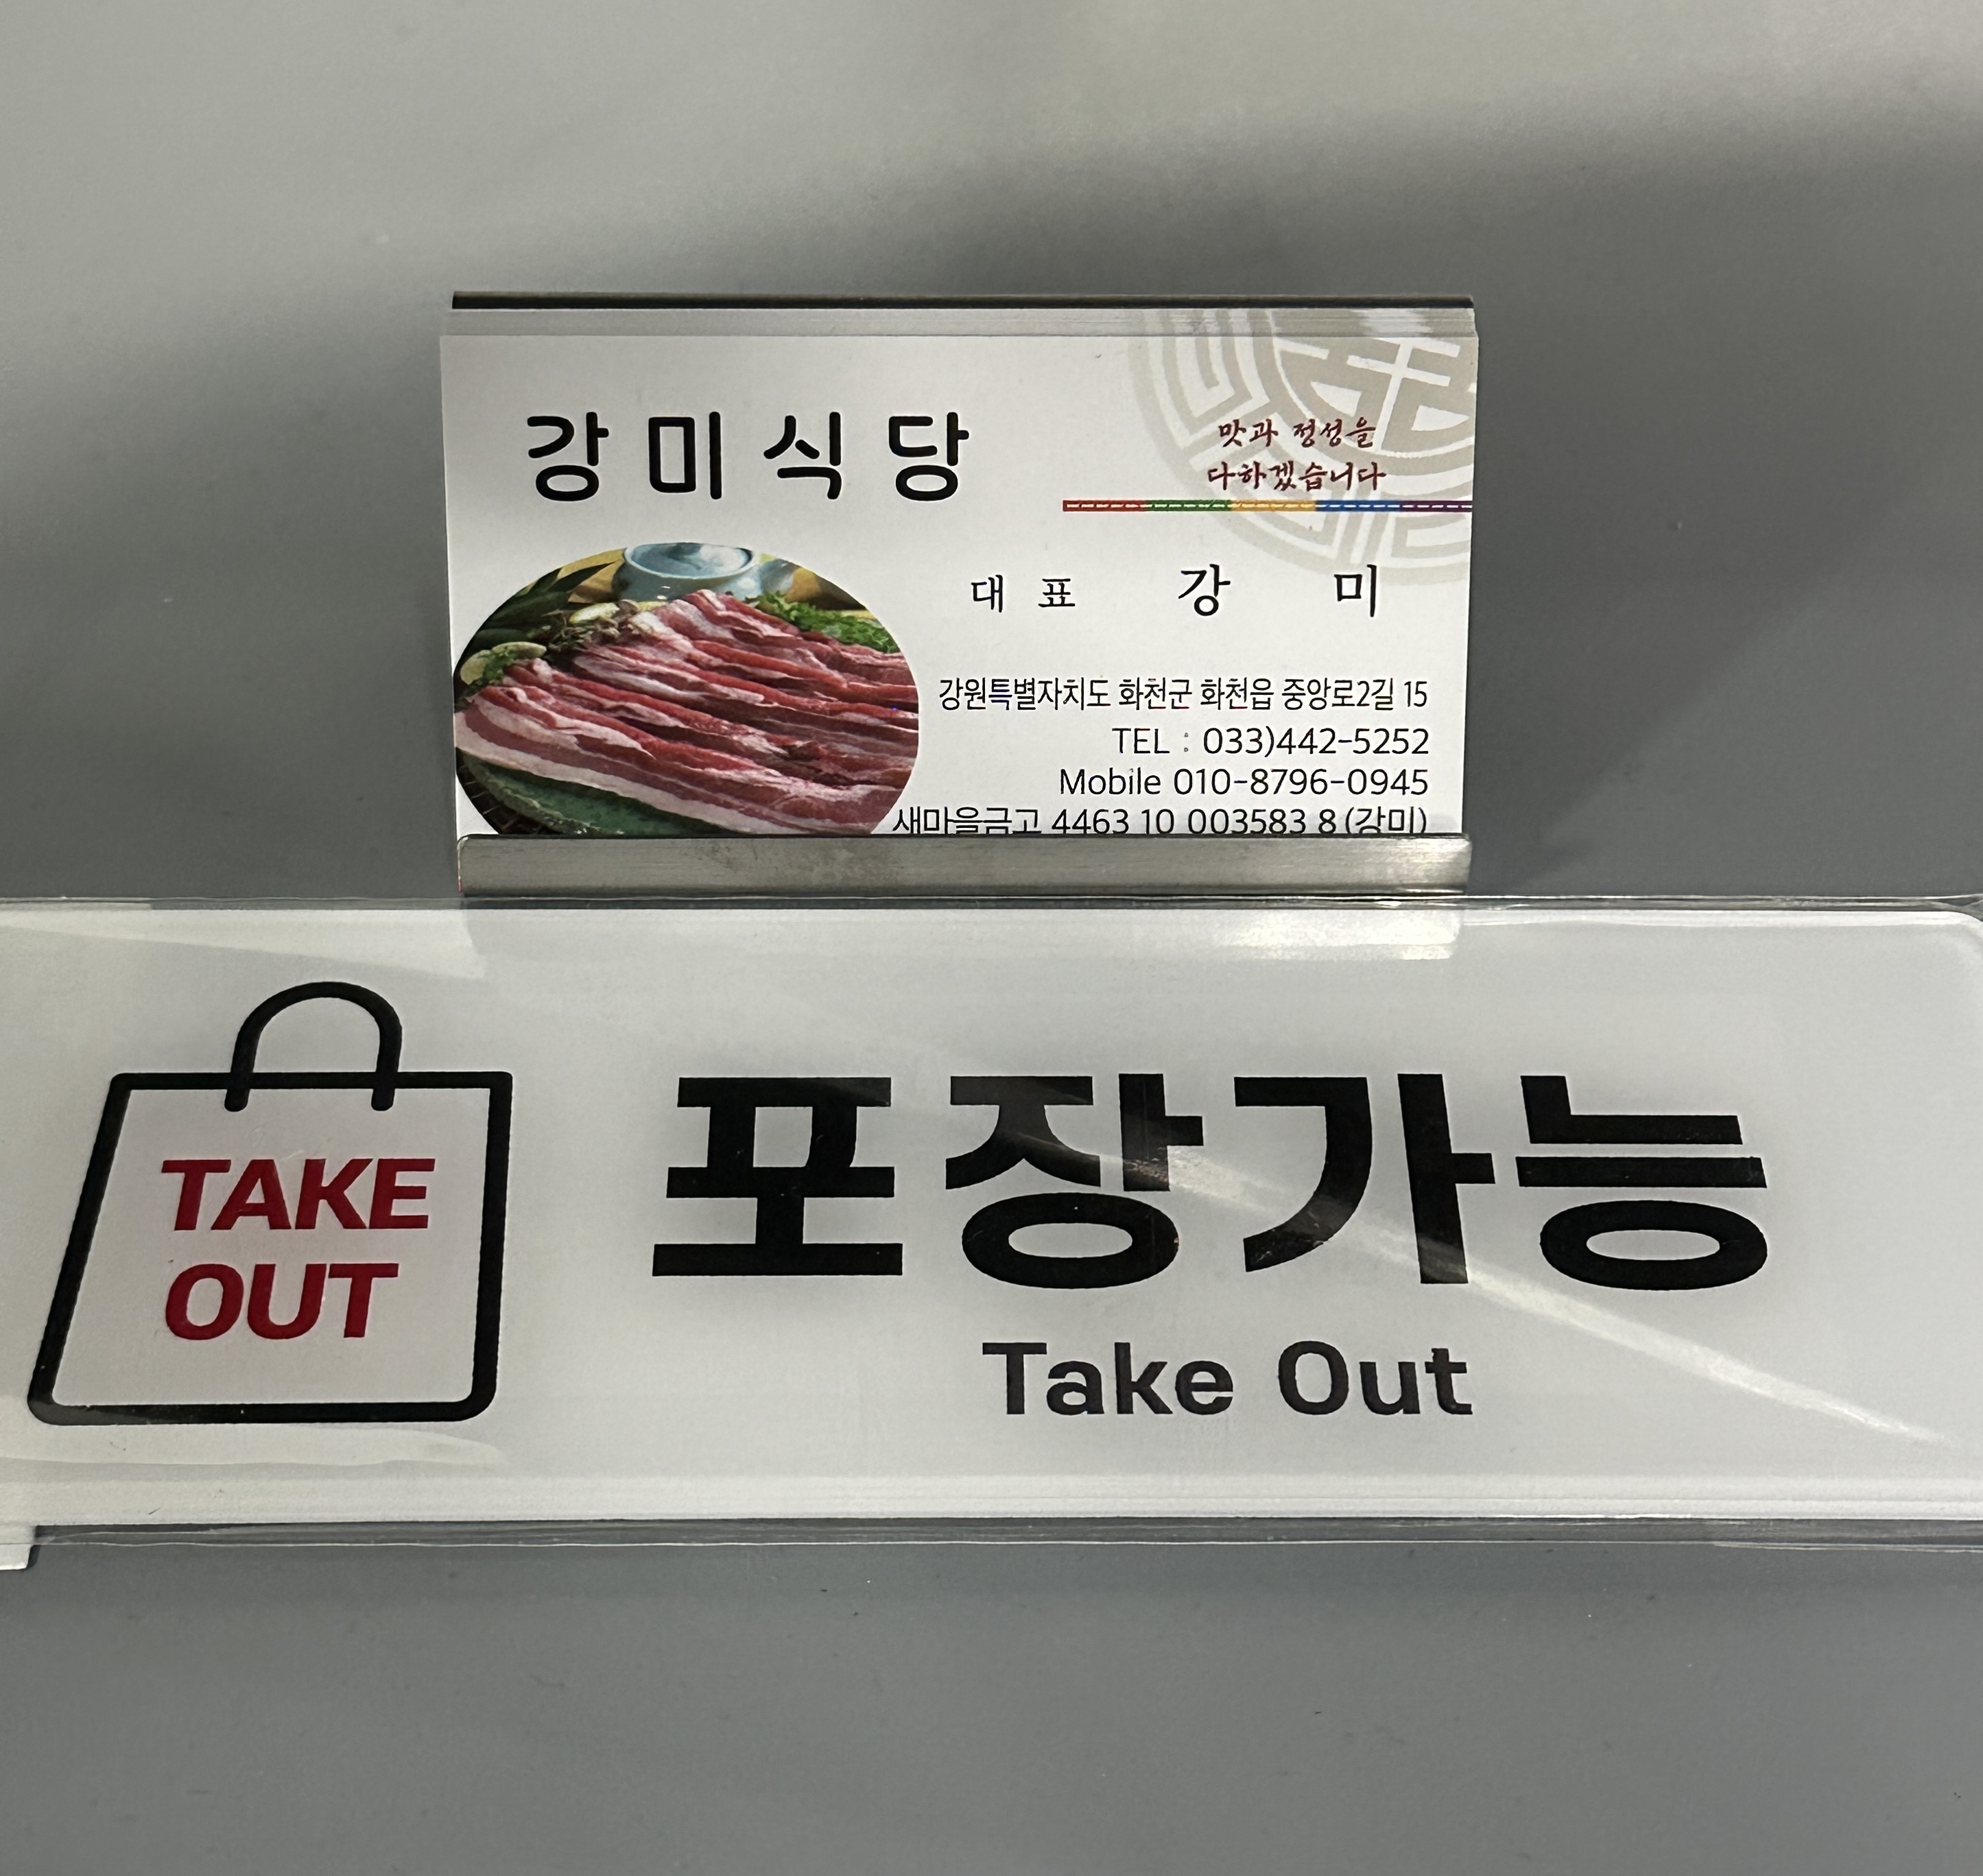 강미식당
맛과 정성을
다하겠습니다
대표 강 미
강원특별자치도 화천군 화천읍 중앙로2길 15
TEL : 033)442-5252
Mobile 010-8796-0945
새마을금고 4463 10 003583 8 (강미)
TAKE
OUT
포장가능
Take Out